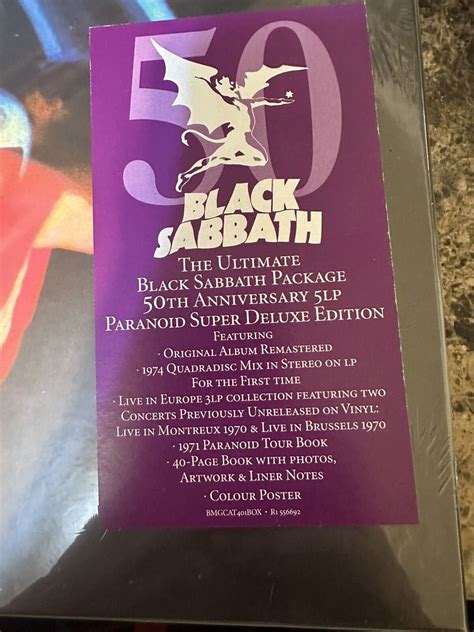 50
BLACK
SABBATH
THE ULTIMATE
BLACK SABBATH PACKAGE
50TH ANNIVERSARY 5LP
PARANOID SUPER DELUXE EDITION
FEATURING
· ORIGINAL ALBUM REMASTERED
· 1974 QUADRADISC MIX IN STEREO ON LP
FOR THE FIRST TIME
· LIVE IN EUROPE 3LP COLLECTION FEATURING TWO
CONCERTS PREVIOUSLY UNRELEASED ON VINYL:
LIVE IN MONTREUX 1970 & LIVE IN BRUSSELS 1970
· 1971 PARANOID TOUR BOOK
· 40-PAGE BOOK WITH PHOTOS,
ARTWORK & LINER NOTES
· COLOUR POSTER
BMGCAT401BOX · R1 556692